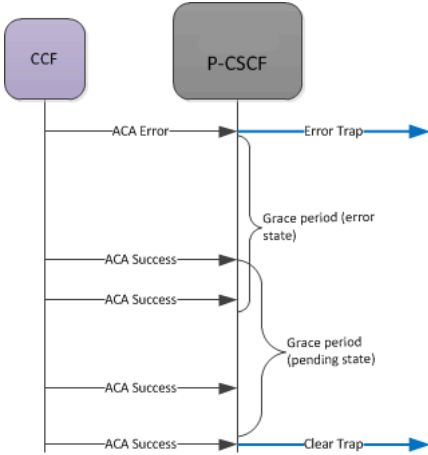 CCF
P-CSCF
ACA Error
Error Trap
Grace period (error
state)
ACA Success
ACA Success
Grace period
(pending state)
ACA Success
ACA Success
Clear Trap